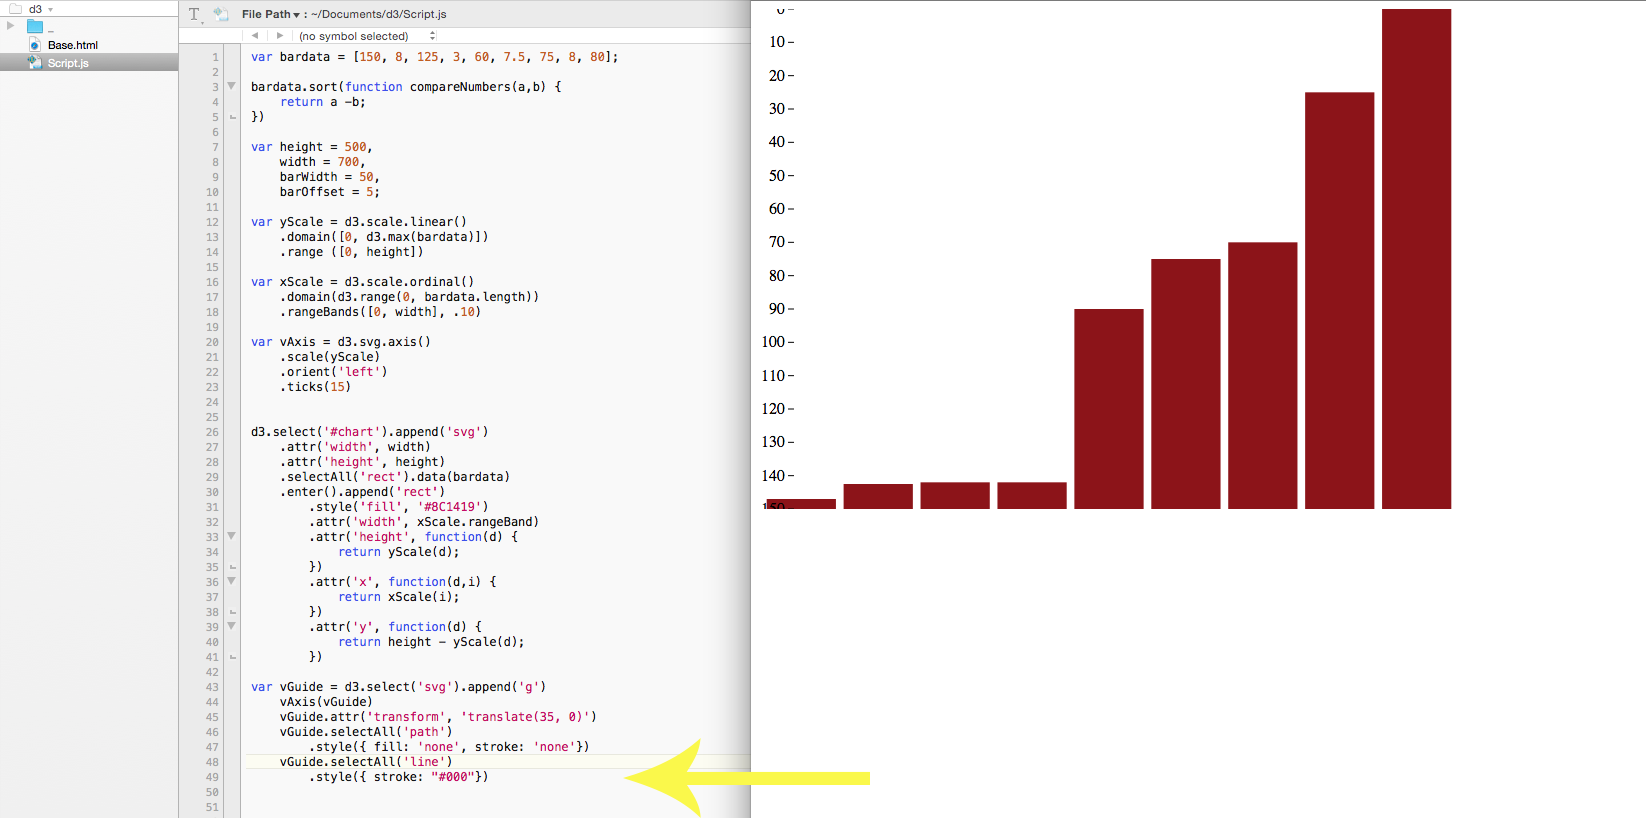 d3
_
Base.html
Script.js
T
File Path ▾ : ~/Documents/d3/Script.js
(no symbol selected)
1 var bardata = [150, 8, 125, 3, 60, 7.5, 75, 8, 80];
2
3 bardata.sort(function compareNumbers(a,b) {
4     return a -b;
5 })
6
7 var height = 500,
8     width = 700,
9     barWidth = 50,
10     barOffset = 5;
11
12 var yScale = d3.scale.linear()
13     .domain([0, d3.max(bardata)])
14     .range ([0, height])
15
16 var xScale = d3.scale.ordinal()
17     .domain(d3.range(0, bardata.length))
18     .rangeBands([0, width], .10)
19
20 var vAxis = d3.svg.axis()
21     .scale(yScale)
22     .orient('left')
23     .ticks(15)
24
25
26 d3.select('#chart').append('svg')
27     .attr('width', width)
28     .attr('height', height)
29     .selectAll('rect').data(bardata)
30     .enter().append('rect')
31         .style('fill', '#8C1419')
32         .attr('width', xScale.rangeBand)
33         .attr('height', function(d) {
34             return yScale(d);
35         })
36         .attr('x', function(d,i) {
37             return xScale(i);
38         })
39         .attr('y', function(d) {
40             return height - yScale(d);
41         })
42
43 var vGuide = d3.select('svg').append('g')
44     vAxis(vGuide)
45     vGuide.attr('transform', 'translate(35, 0)')
46     vGuide.selectAll('path')
47         .style({ fill: 'none', stroke: 'none'})
48     vGuide.selectAll('line')
49         .style({ stroke: "#000"})
50
51
0
10
20
30
40
50
60
70
80
90
100
110
120
130
140
150